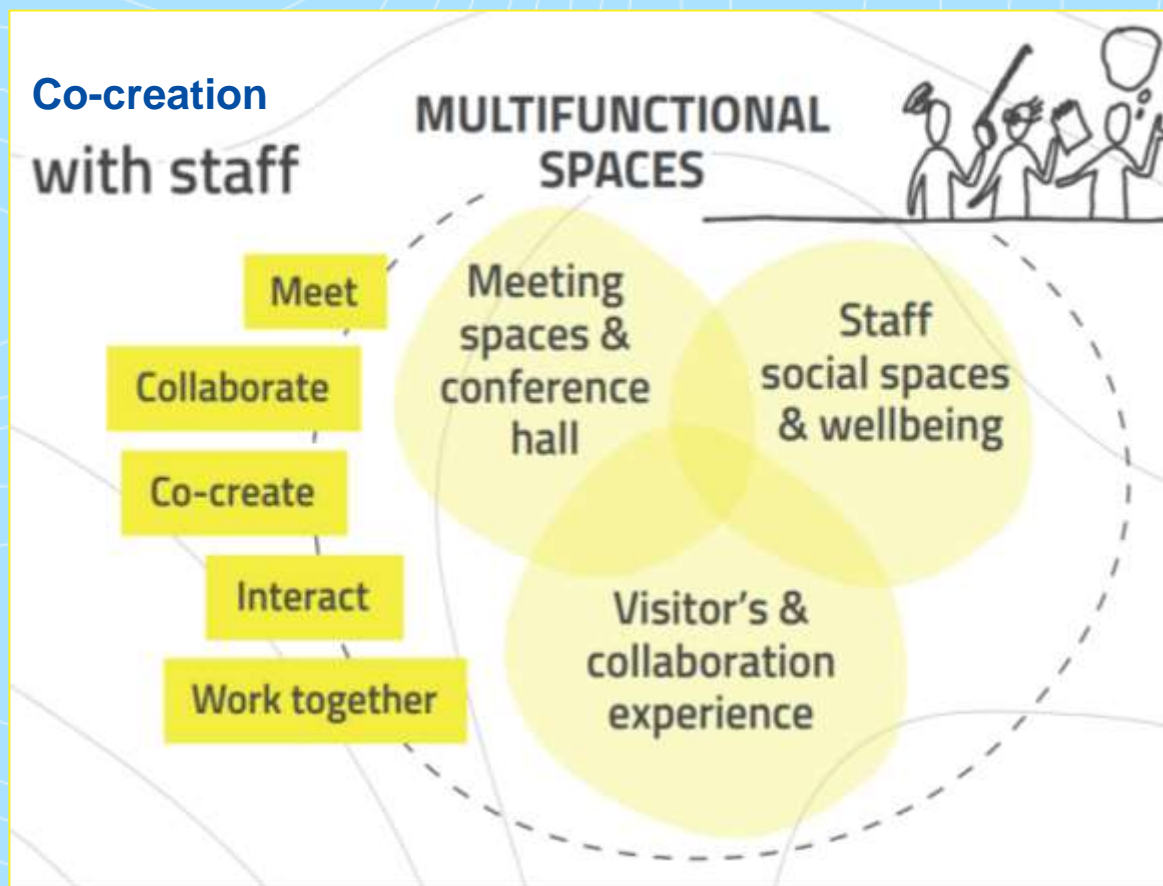 Co-creation
with staff
MULTIFUNCTIONAL
SPACES
Meet
Collaborate
Co-create
Interact
Work together
Meeting
spaces &
conference
hall
Staff
social spaces
& wellbeing
Visitor's &
collaboration
experience